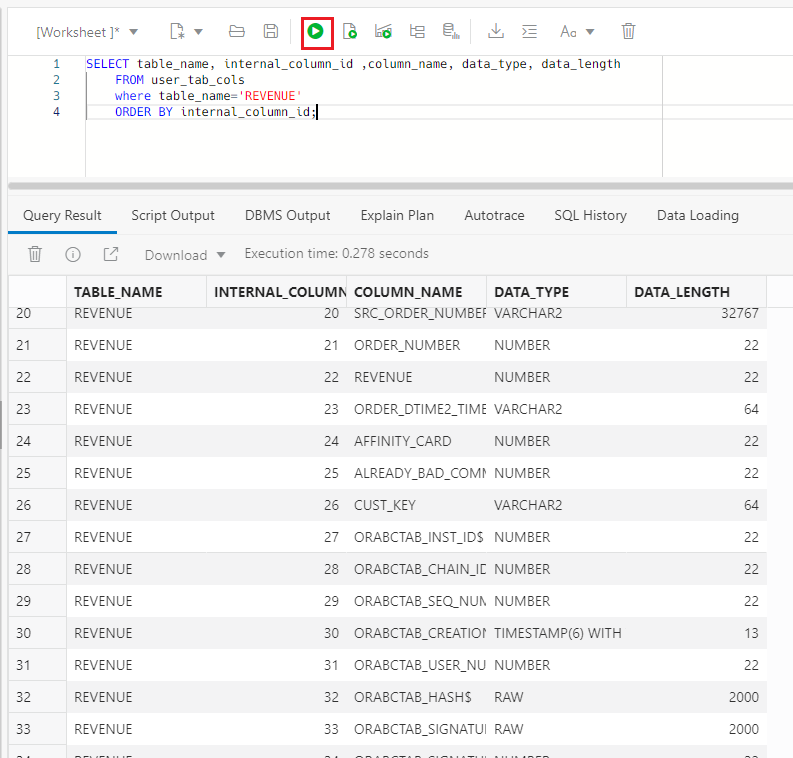 [Worksheet ]*
Aa
1 SELECT table_name, internal_column_id ,column_name, data_type, data_length
2 FROM user_tab_cols
3 where table_name='REVENUE'
4 ORDER BY internal_column_id;
Query Result Script Output DBMS Output Explain Plan Autotrace SQL History Data Loading
Download Execution time: 0.278 seconds
TABLE_NAME INTERNAL_COLUMN COLUMN_NAME DATA_TYPE DATA_LENGTH
20 REVENUE 20 SRC_ORDER_NUMBER VARCHAR2 32767
21 REVENUE 21 ORDER_NUMBER NUMBER 22
22 REVENUE 22 REVENUE NUMBER 22
23 REVENUE 23 ORDER_DTIME2_TIME VARCHAR2 64
24 REVENUE 24 AFFINITY_CARD NUMBER 22
25 REVENUE 25 ALREADY_BAD_COMM NUMBER 22
26 REVENUE 26 CUST_KEY VARCHAR2 64
27 REVENUE 27 ORABCTAB_INST_ID$ NUMBER 22
28 REVENUE 28 ORABCTAB_CHAIN_ID NUMBER 22
29 REVENUE 29 ORABCTAB_SEQ_NUM NUMBER 22
30 REVENUE 30 ORABCTAB_CREATION TIMESTAMP(6) WITH 13
31 REVENUE 31 ORABCTAB_USER_NU NUMBER 22
32 REVENUE 32 ORABCTAB_HASH$ RAW 2000
33 REVENUE 33 ORABCTAB_SIGNATU RAW 2000